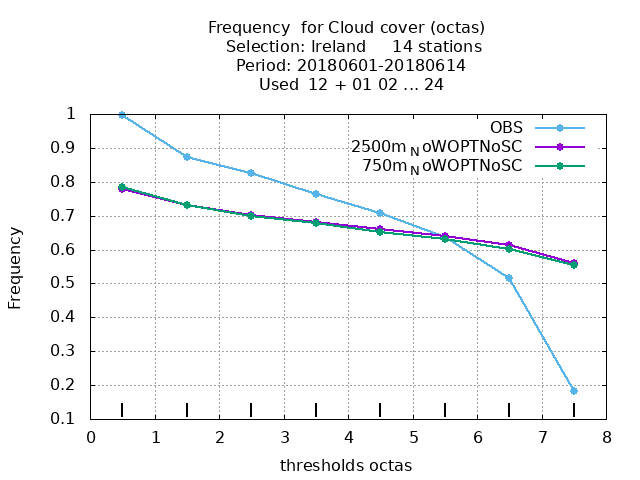 Frequency  for Cloud cover (octas)
Selection: Ireland     14 stations
Period: 20180601-20180614
Used  12 + 01 02 ... 24
OBS
2500m_NoWOPTNoSC
750m_NoWOPTNoSC
1
0.9
0.8
0.7
0.6
0.5
0.4
0.3
0.2
0.1
Frequency
0 1 2 3 4 5 6 7 8
thresholds octas